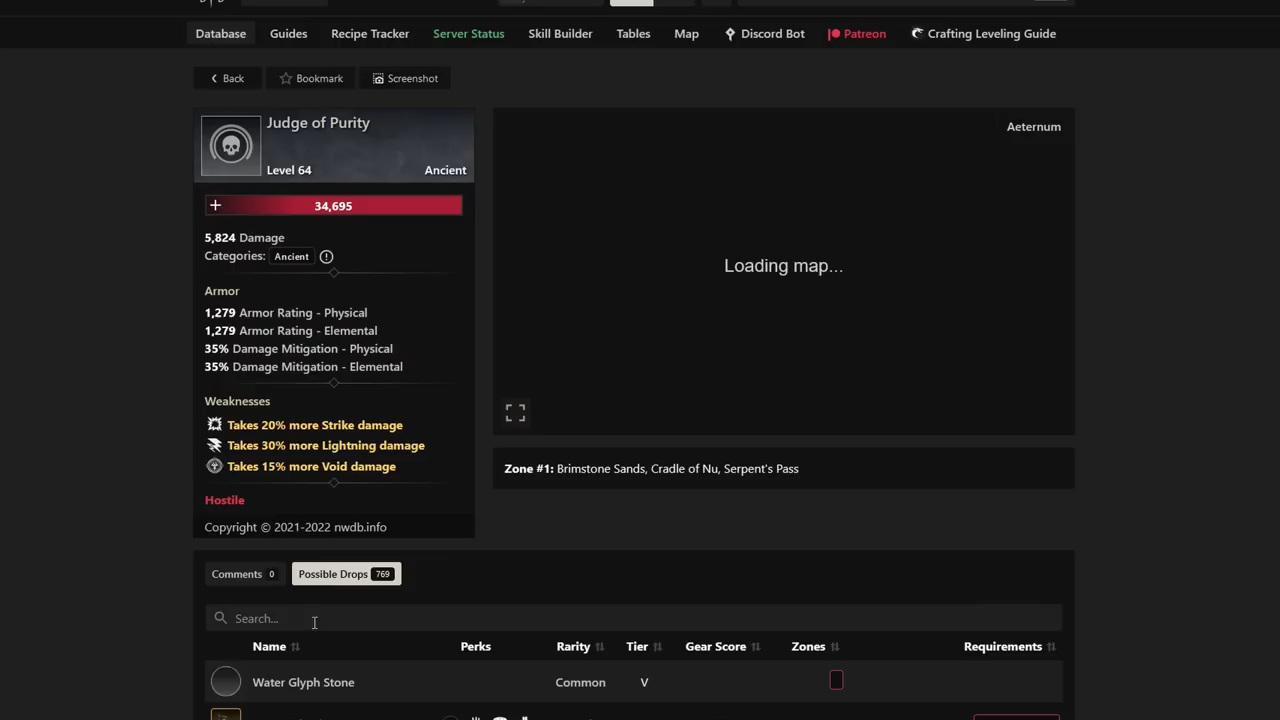 Database Guides Recipe Tracker Server Status Skill Builder Tables Map Discord Bot Patreon Crafting Leveling Guide
Back Bookmark Screenshot
Judge of Purity
Level 64 Ancient
34,695
5,824 Damage
Categories: Ancient
Armor
1,279 Armor Rating - Physical
1,279 Armor Rating - Elemental
35% Damage Mitigation - Physical
35% Damage Mitigation - Elemental
Weaknesses
Takes 20% more Strike damage
Takes 30% more Lightning damage
Takes 15% more Void damage
Hostile
Copyright © 2021-2022 nwdb.info
Aeternum
Loading map...
Zone #1: Brimstone Sands, Cradle of Nu, Serpent's Pass
Comments 0 Possible Drops 769
Search...
Name Perks Rarity Tier Gear Score Zones Requirements
Water Glyph Stone Common V